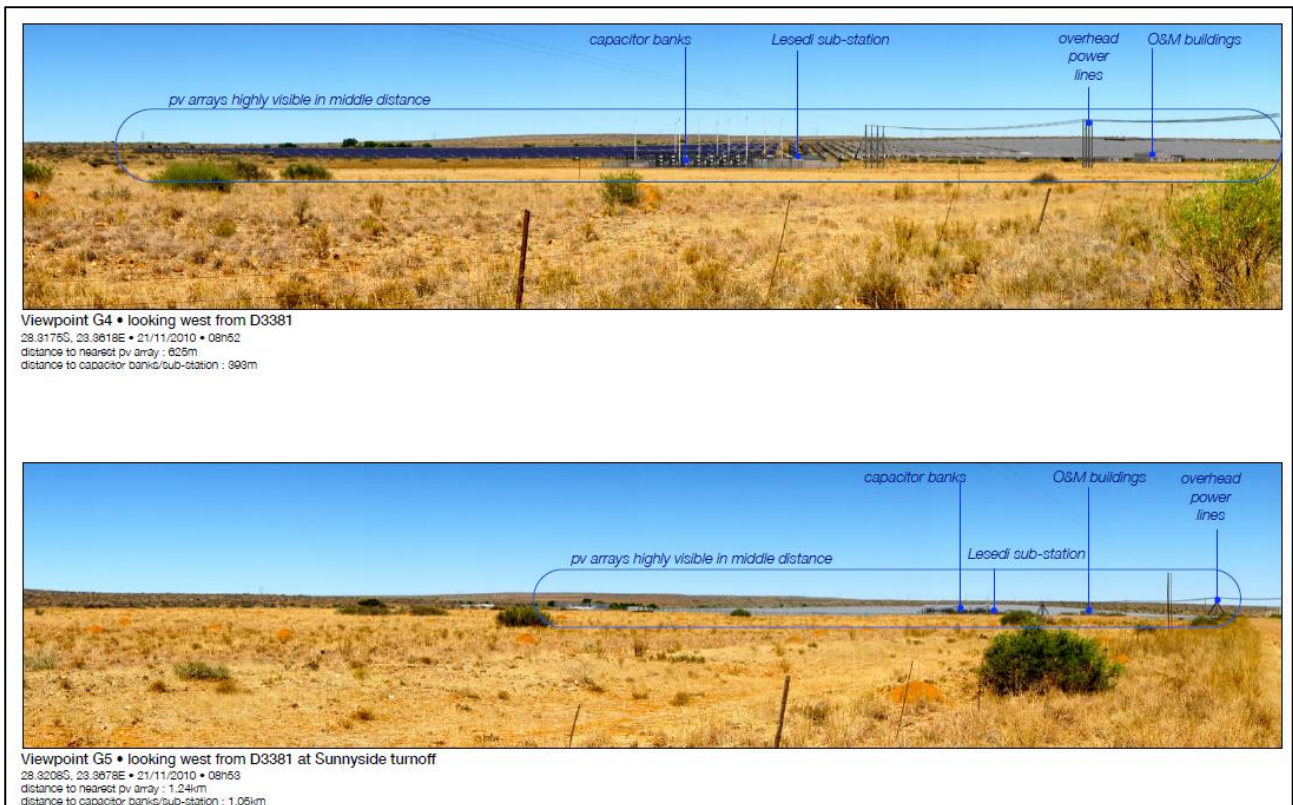 capacitor banks
Lesedi sub-station
overhead
power
lines
O&M buildings
pv arrays highly visible in middle distance
Viewpoint G4 • looking west from D3381
28.3175S, 23.3618E • 21/11/2010 • 08h52
distance to nearest pv array : 625m
distance to capacitor banks/sub-station : 393m
capacitor banks
O&M buildings
overhead
power
lines
pv arrays highly visible in middle distance
Lesedi sub-station
Viewpoint G5 • looking west from D3381 at Sunnyside turnoff
28.3208S, 23.3678E • 21/11/2010 • 08h53
distance to nearest pv array : 1.24km
distance to capacitor banks/sub-station : 1.05km